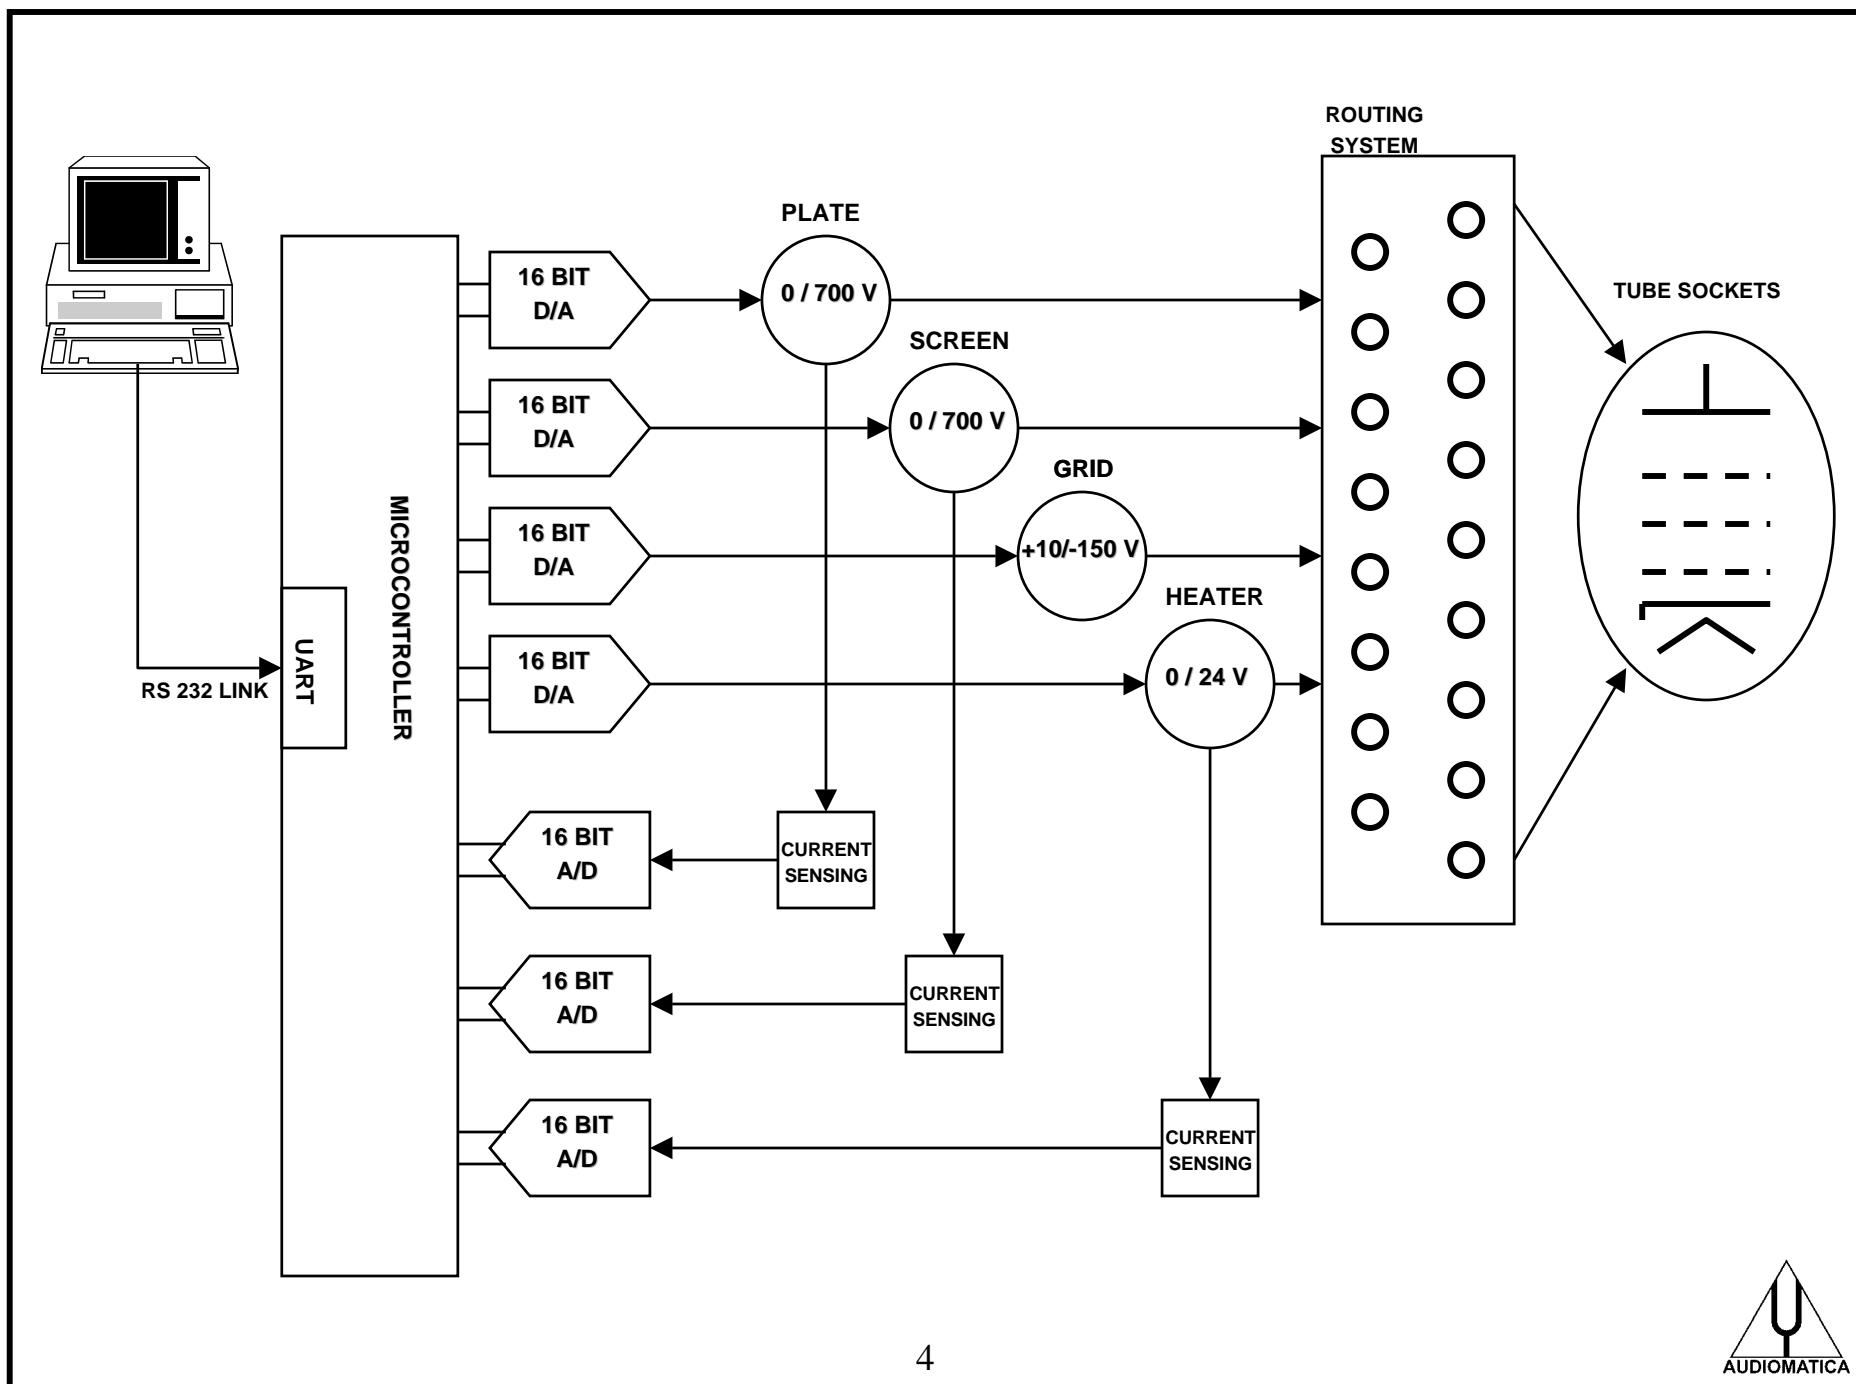 ROUTING
SYSTEM
PLATE
16 BIT
D/A
0 / 700 V
TUBE SOCKETS
SCREEN
16 BIT
D/A
0 / 700 V
GRID
16 BIT
D/A
+10/-150 V
HEATER
16 BIT
D/A
0 / 24 V
MICROCONTROLLER
UART
RS 232 LINK
16 BIT
A/D
CURRENT
SENSING
16 BIT
A/D
CURRENT
SENSING
16 BIT
A/D
CURRENT
SENSING
4
AUDIOMATICA